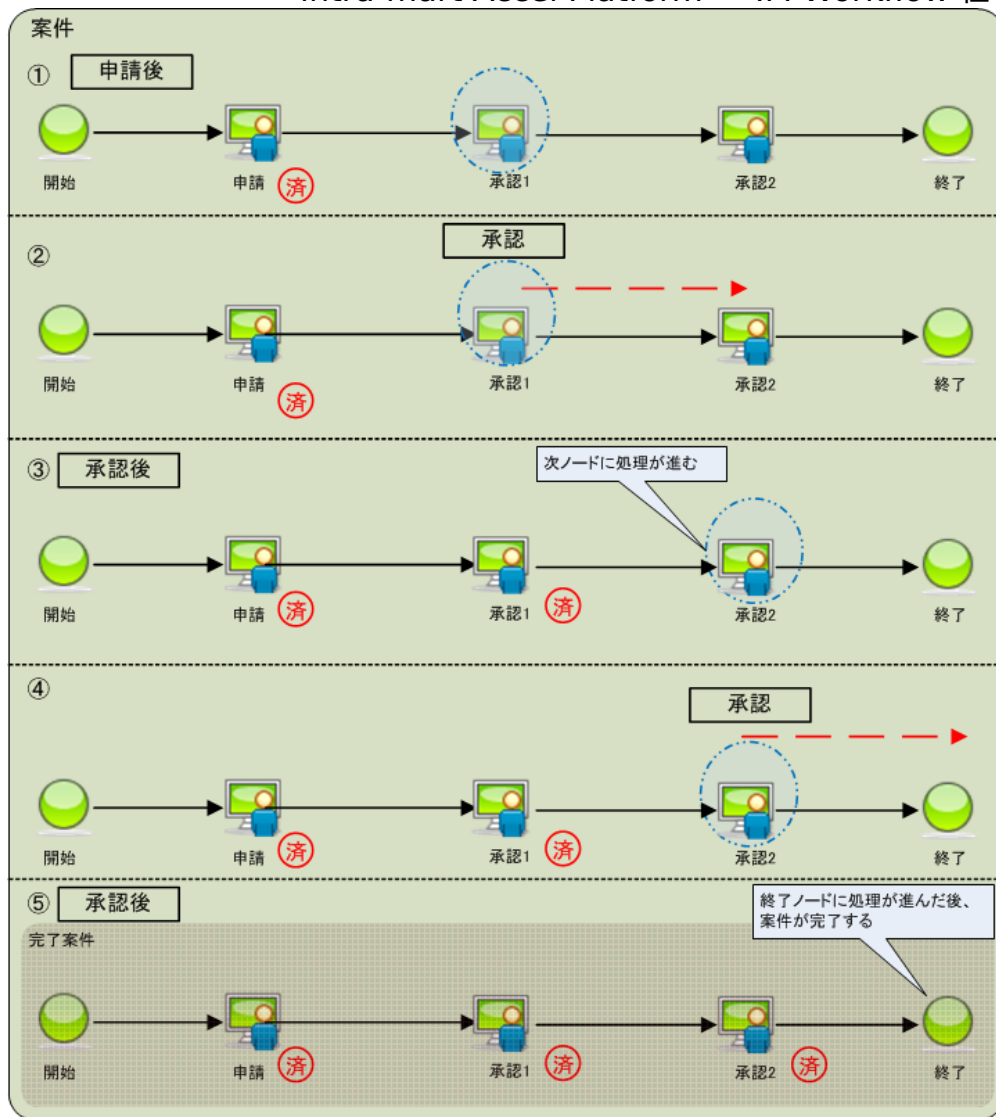 案件
① 申請後
開始 申請 済 承認1 承認2 終了
② 承認
開始 申請 済 承認1 承認2 終了
③ 承認後
次ノードに処理が進む
開始 申請 済 承認1 済 承認2 終了
④ 承認
開始 申請 済 承認1 済 承認2 終了
⑤ 承認後
終了ノードに処理が進んだ後、
案件が完了する
完了案件
開始 申請 済 承認1 済 承認2 済 終了